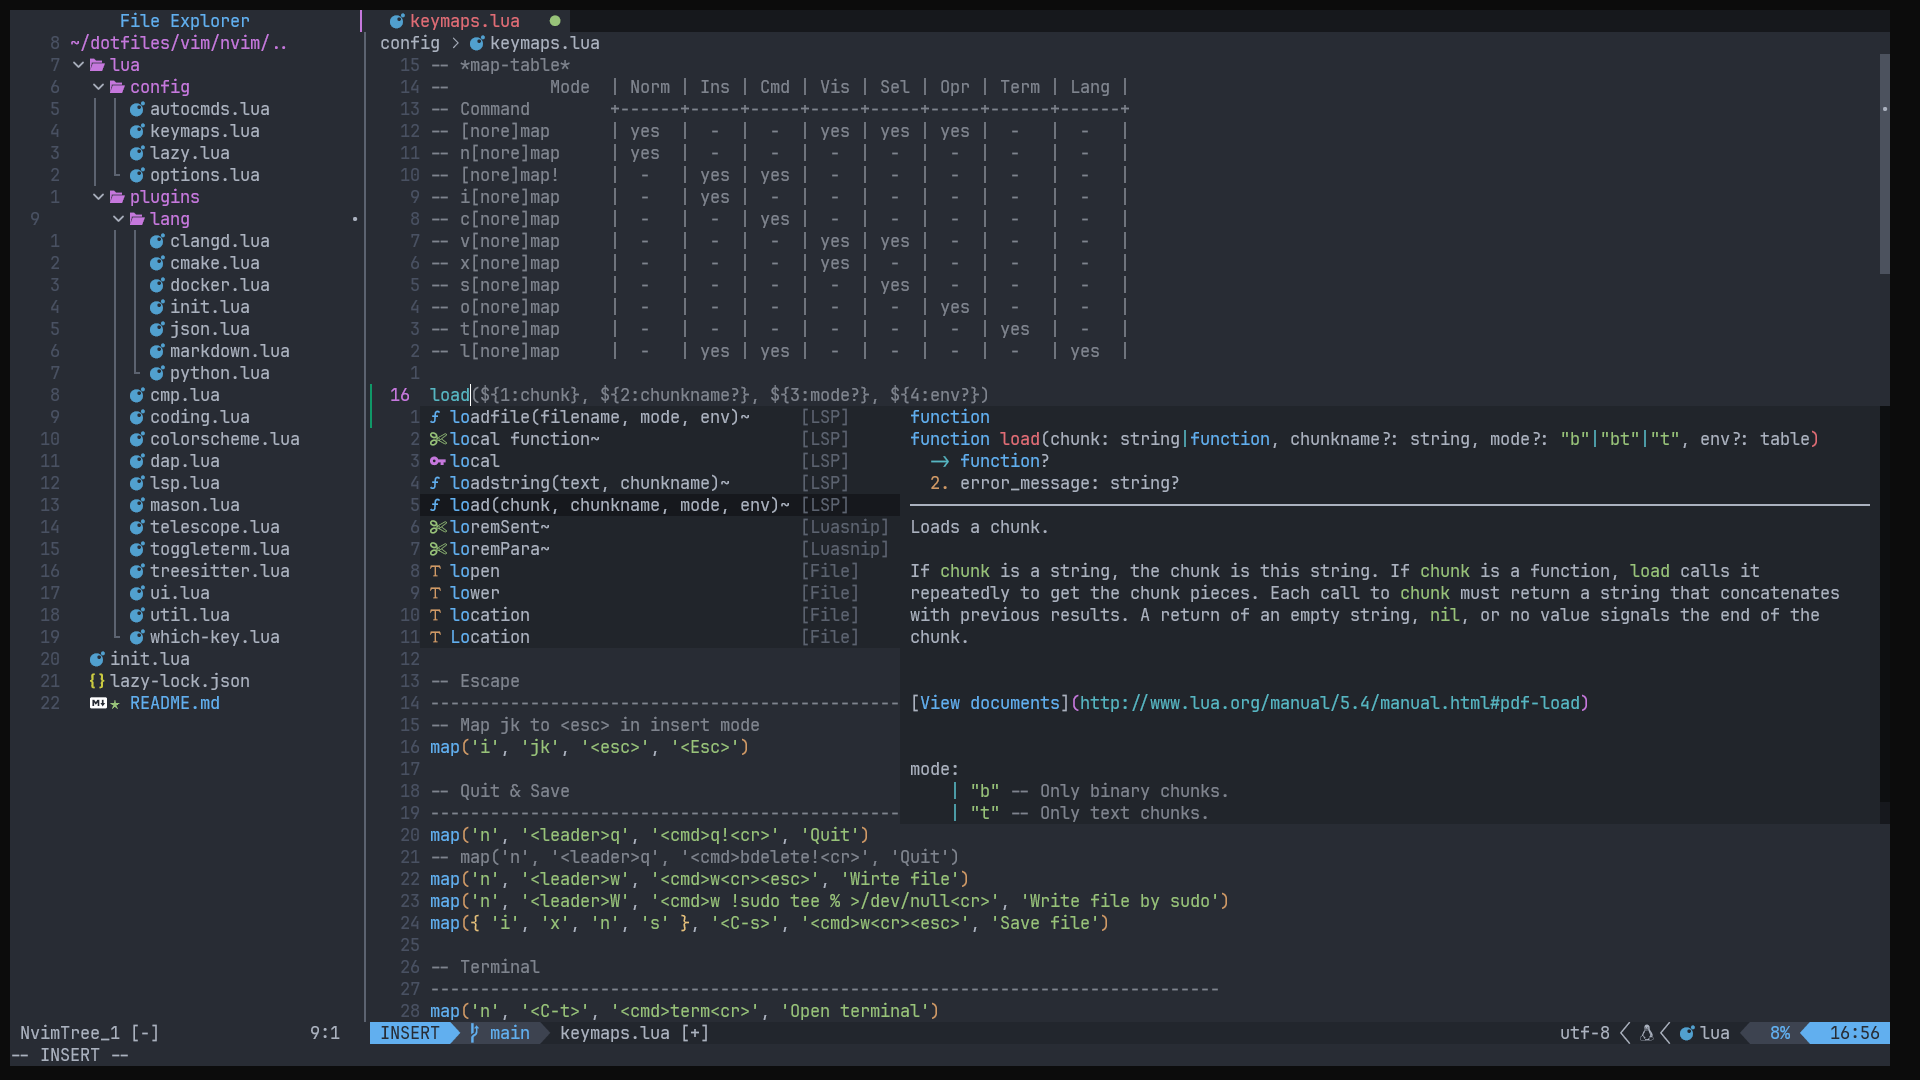 File Explorer
8 ~/dotfiles/vim/nvim/..
7 lua
6 config
5 autocmds.lua
4 keymaps.lua
3 lazy.lua
2 options.lua
1 plugins
9 lang
1 clangd.lua
2 cmake.lua
3 docker.lua
4 init.lua
5 json.lua
6 markdown.lua
7 python.lua
8 cmp.lua
9 coding.lua
10 colorscheme.lua
11 dap.lua
12 lsp.lua
13 mason.lua
14 telescope.lua
15 toggleterm.lua
16 treesitter.lua
17 ui.lua
18 util.lua
19 which-key.lua
20 init.lua
21 {} lazy-lock.json
22 M↓ ★ README.md
NvimTree_1 [-] 9:1
keymaps.lua ●
config > keymaps.lua
15 -- *map-table*
14 --          Mode  | Norm | Ins | Cmd | Vis | Sel | Opr | Term | Lang |
13 -- Command        +------+-----+-----+-----+-----+-----+------+------+
12 -- [nore]map      | yes  |  -  |  -  | yes | yes | yes |  -   |  -   |
11 -- n[nore]map     | yes  |  -  |  -  |  -  |  -  |  -  |  -   |  -   |
10 -- [nore]map!     |  -   | yes | yes |  -  |  -  |  -  |  -   |  -   |
9 -- i[nore]map     |  -   | yes |  -  |  -  |  -  |  -  |  -   |  -   |
8 -- c[nore]map     |  -   |  -  | yes |  -  |  -  |  -  |  -   |  -   |
7 -- v[nore]map     |  -   |  -  |  -  | yes | yes |  -  |  -   |  -   |
6 -- x[nore]map     |  -   |  -  |  -  | yes |  -  |  -  |  -   |  -   |
5 -- s[nore]map     |  -   |  -  |  -  |  -  | yes |  -  |  -   |  -   |
4 -- o[nore]map     |  -   |  -  |  -  |  -  |  -  | yes |  -   |  -   |
3 -- t[nore]map     |  -   |  -  |  -  |  -  |  -  |  -  | yes  |  -   |
2 -- l[nore]map     |  -   | yes | yes |  -  |  -  |  -  |  -   | yes  |
1
16 load(${1:chunk}, ${2:chunkname?}, ${3:mode?}, ${4:env?})
1 ƒ loadfile(filename, mode, env)~ [LSP]
2 local function~ [LSP]
3 local [LSP]
4 ƒ loadstring(text, chunkname)~ [LSP]
5 ƒ load(chunk, chunkname, mode, env)~ [LSP]
6 loremSent~ [Luasnip]
7 loremPara~ [Luasnip]
8 T lopen [File]
9 T lower [File]
10 T location [File]
11 T Location [File]
function
function load(chunk: string|function, chunkname?: string, mode?: "b"|"bt"|"t", env?: table)
-> function?
2. error_message: string?
Loads a chunk.
If chunk is a string, the chunk is this string. If chunk is a function, load calls it
repeatedly to get the chunk pieces. Each call to chunk must return a string that concatenates
with previous results. A return of an empty string, nil, or no value signals the end of the
chunk.
[View documents](http://www.lua.org/manual/5.4/manual.html#pdf-load)
mode:
| "b" -- Only binary chunks.
| "t" -- Only text chunks.
12
13 -- Escape
14 -----------------------------------------------
15 -- Map jk to <esc> in insert mode
16 map('i', 'jk', '<esc>', '<Esc>')
17
18 -- Quit & Save
19 -----------------------------------------------
20 map('n', '<leader>q', '<cmd>q!<cr>', 'Quit')
21 -- map('n', '<leader>q', '<cmd>bdelete!<cr>', 'Quit')
22 map('n', '<leader>w', '<cmd>w<cr><esc>', 'Wirte file')
23 map('n', '<leader>W', '<cmd>w !sudo tee % >/dev/null<cr>', 'Write file by sudo')
24 map({ 'i', 'x', 'n', 's' }, '<C-s>', '<cmd>w<cr><esc>', 'Save file')
25
26 -- Terminal
27 -------------------------------------------------------------------------------
28 map('n', '<C-t>', '<cmd>term<cr>', 'Open terminal')
INSERT main keymaps.lua [+] utf-8 lua 8% 16:56
-- INSERT --